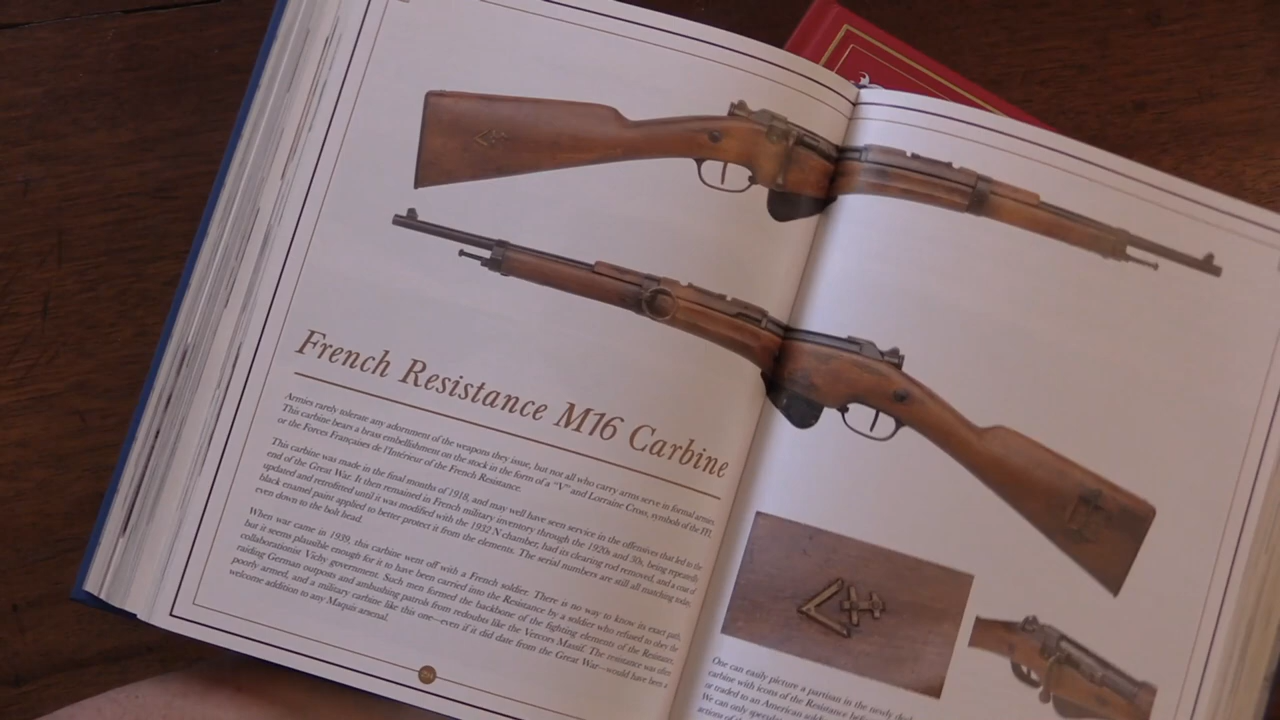 French Resistance M16 Carbine
Armies rarely tolerate any adornment of the weapons they issue, but not all who carry arms serve in formal armies.
This carbine bears a brass embellishment on the stock in the form of a "V" and Lorraine Cross, symbols of the FFI,
or the Forces Françaises de l'Intérieur of the French Resistance.
This carbine was made in the final months of 1918, and may well have seen service in the offensives that led to the
end of the Great War. It then remained in French military inventory through the 1920s and 30s, being repeatedly
updated and retrofitted until it was modified with the 1932 N chamber, had its clearing rod removed, and a coat of
black enamel paint applied to better protect it from the elements. The serial numbers are still all matching today,
even down to the bolt head.
When war came in 1939, this carbine went off with a French soldier. There is no way to know its exact path,
but it seems plausible enough for it to have been carried into the Resistance by a soldier who refused to obey the
collaborationist Vichy government. Such men formed the backbone of the fighting elements of the Resistance,
raiding German outposts and ambushing patrols from redoubts like the Vercors Massif. The resistance was often
poorly armed, and a military carbine like this one—even if it did date from the Great War—would have been a
welcome addition to any Maquis arsenal.
One can easily picture a partisan in the newly
carbine with icons of the Resistance
or traded to an American
We can only
actions of